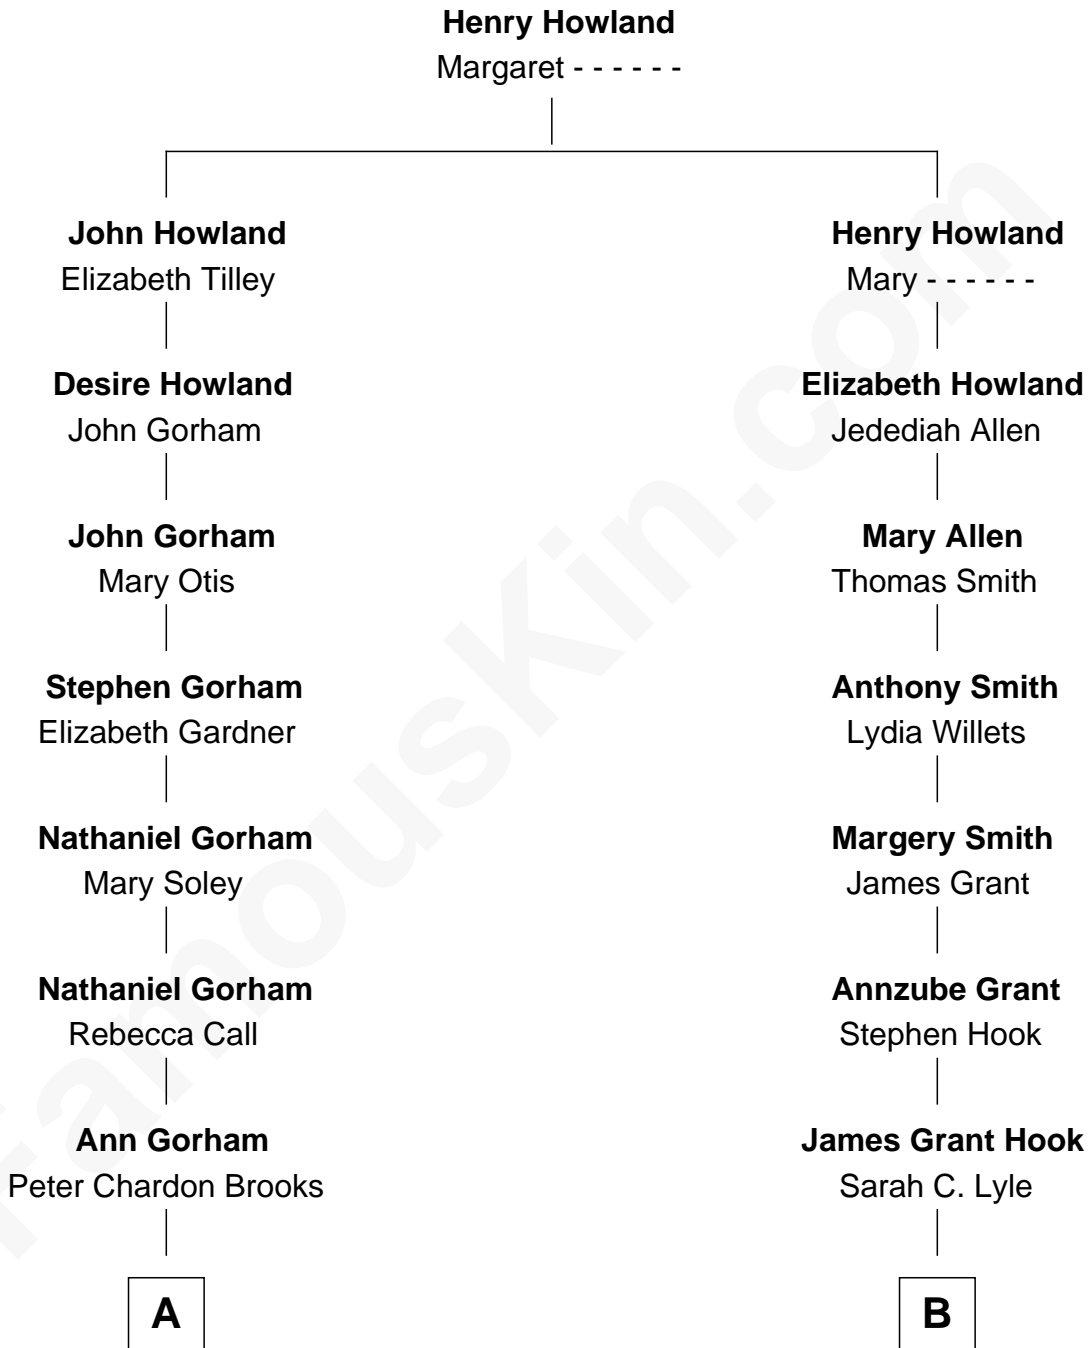 Henry Howland
Margaret - - - - - -
John Howland
Elizabeth Tilley
Henry Howland
Mary - - - - - -
Desire Howland
John Gorham
Elizabeth Howland
Jedediah Allen
John Gorham
Mary Otis
Mary Allen
Thomas Smith
Stephen Gorham
Elizabeth Gardner
Anthony Smith
Lydia Willets
Nathaniel Gorham
Mary Soley
Margery Smith
James Grant
Nathaniel Gorham
Rebecca Call
Annzube Grant
Stephen Hook
Ann Gorham
Peter Chardon Brooks
James Grant Hook
Sarah C. Lyle
A
B
FamousKin.com